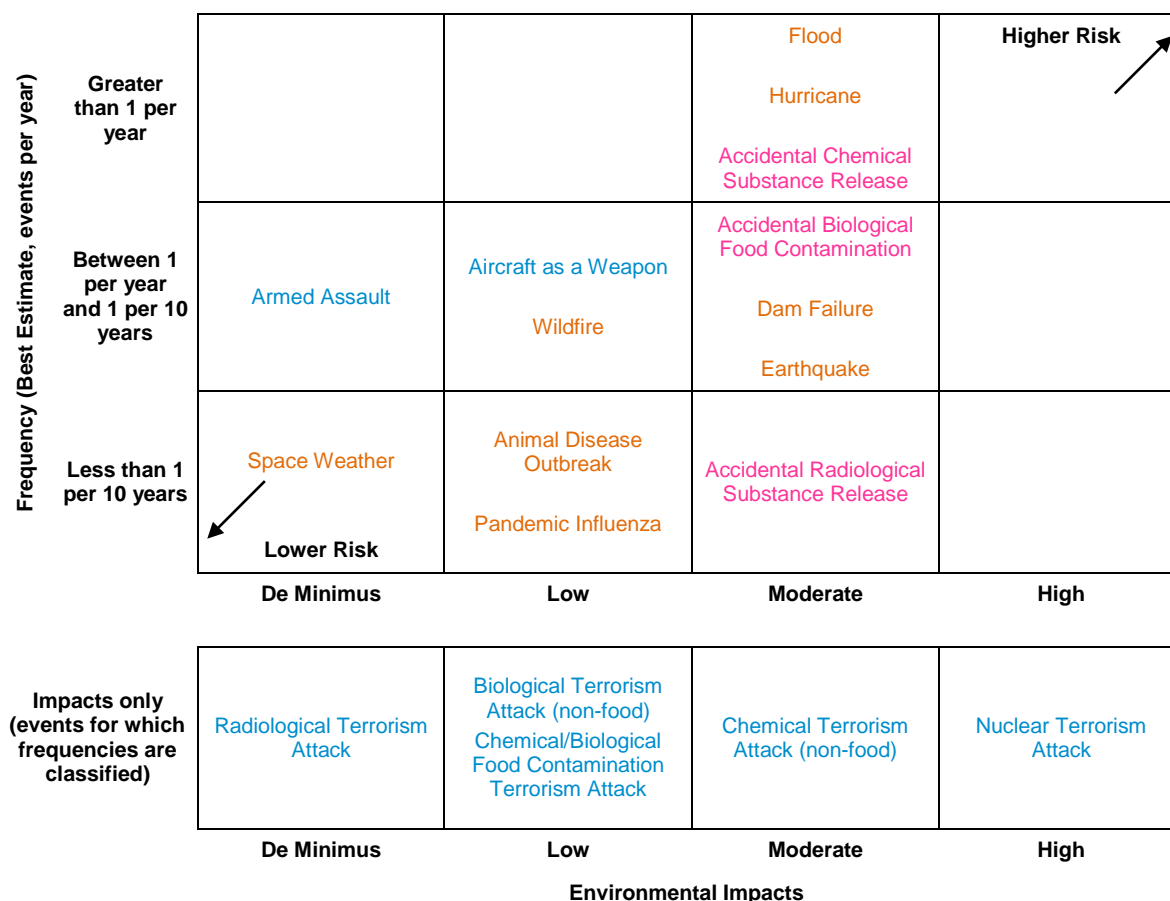 Frequency (Best Estimate, events per year)
Greater
than 1 per
year
Flood
Hurricane
Accidental Chemical
Substance Release
Higher Risk
Between 1
per year
and 1 per 10
years
Armed Assault
Aircraft as a Weapon
Wildfire
Accidental Biological
Food Contamination
Dam Failure
Earthquake
Less than 1
per 10 years
Space Weather
Lower Risk
Animal Disease
Outbreak
Pandemic Influenza
Accidental Radiological
Substance Release
De Minimus
Low
Moderate
High
Impacts only
(events for which
frequencies are
classified)
Radiological Terrorism
Attack
Biological Terrorism
Attack (non-food)
Chemical/Biological
Food Contamination
Terrorism Attack
Chemical Terrorism
Attack (non-food)
Nuclear Terrorism
Attack
De Minimus
Low
Moderate
High
Environmental Impacts